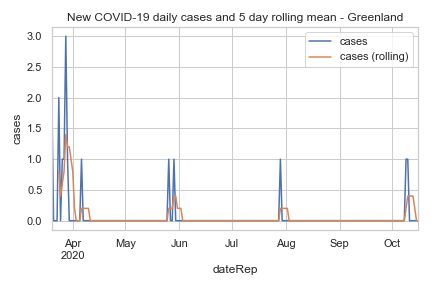 New COVID-19 daily cases and 5 day rolling mean - Greenland
cases
cases (rolling)
3.0
2.5
2.0
1.5
1.0
0.5
0.0
cases
Apr May Jun Jul Aug Sep Oct
2020
dateRep